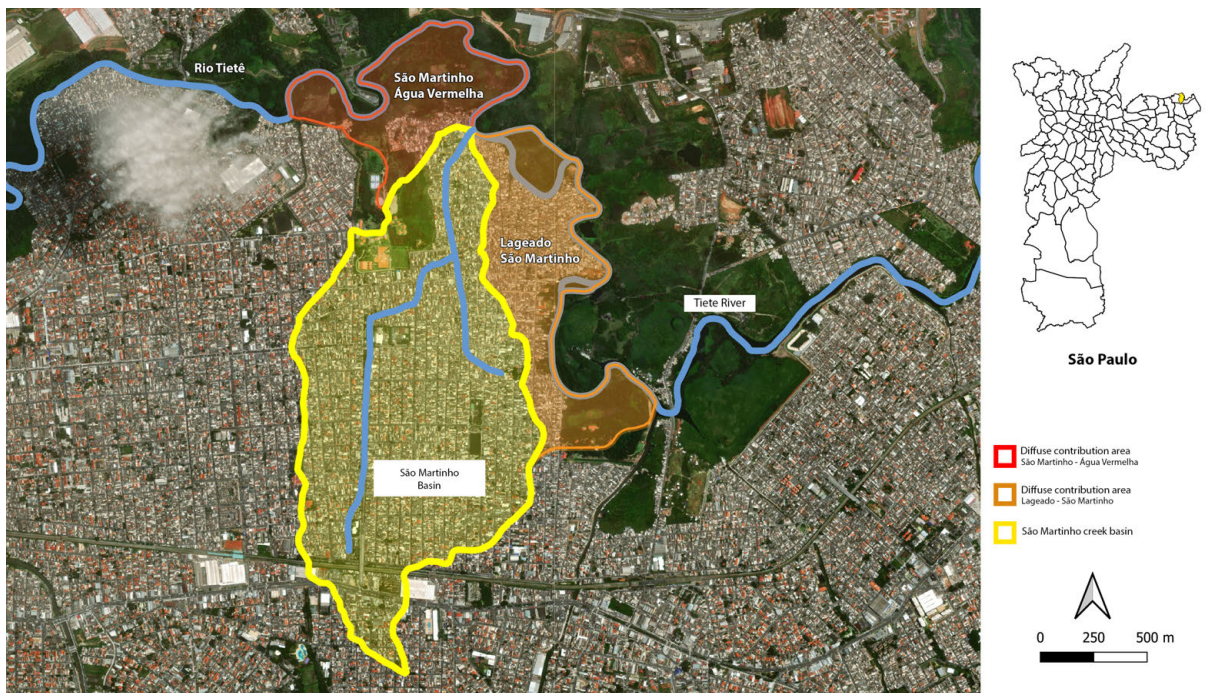 Rio Tietê
São Martinho
Água Vermelha
Lageado
São Martinho
Tiete River
São Martinho
Basin
São Paulo
Diffuse contribution area
São Martinho - Água Vermelha
Diffuse contribution area
Lageado - São Martinho
São Martinho creek basin
0 250 500 m